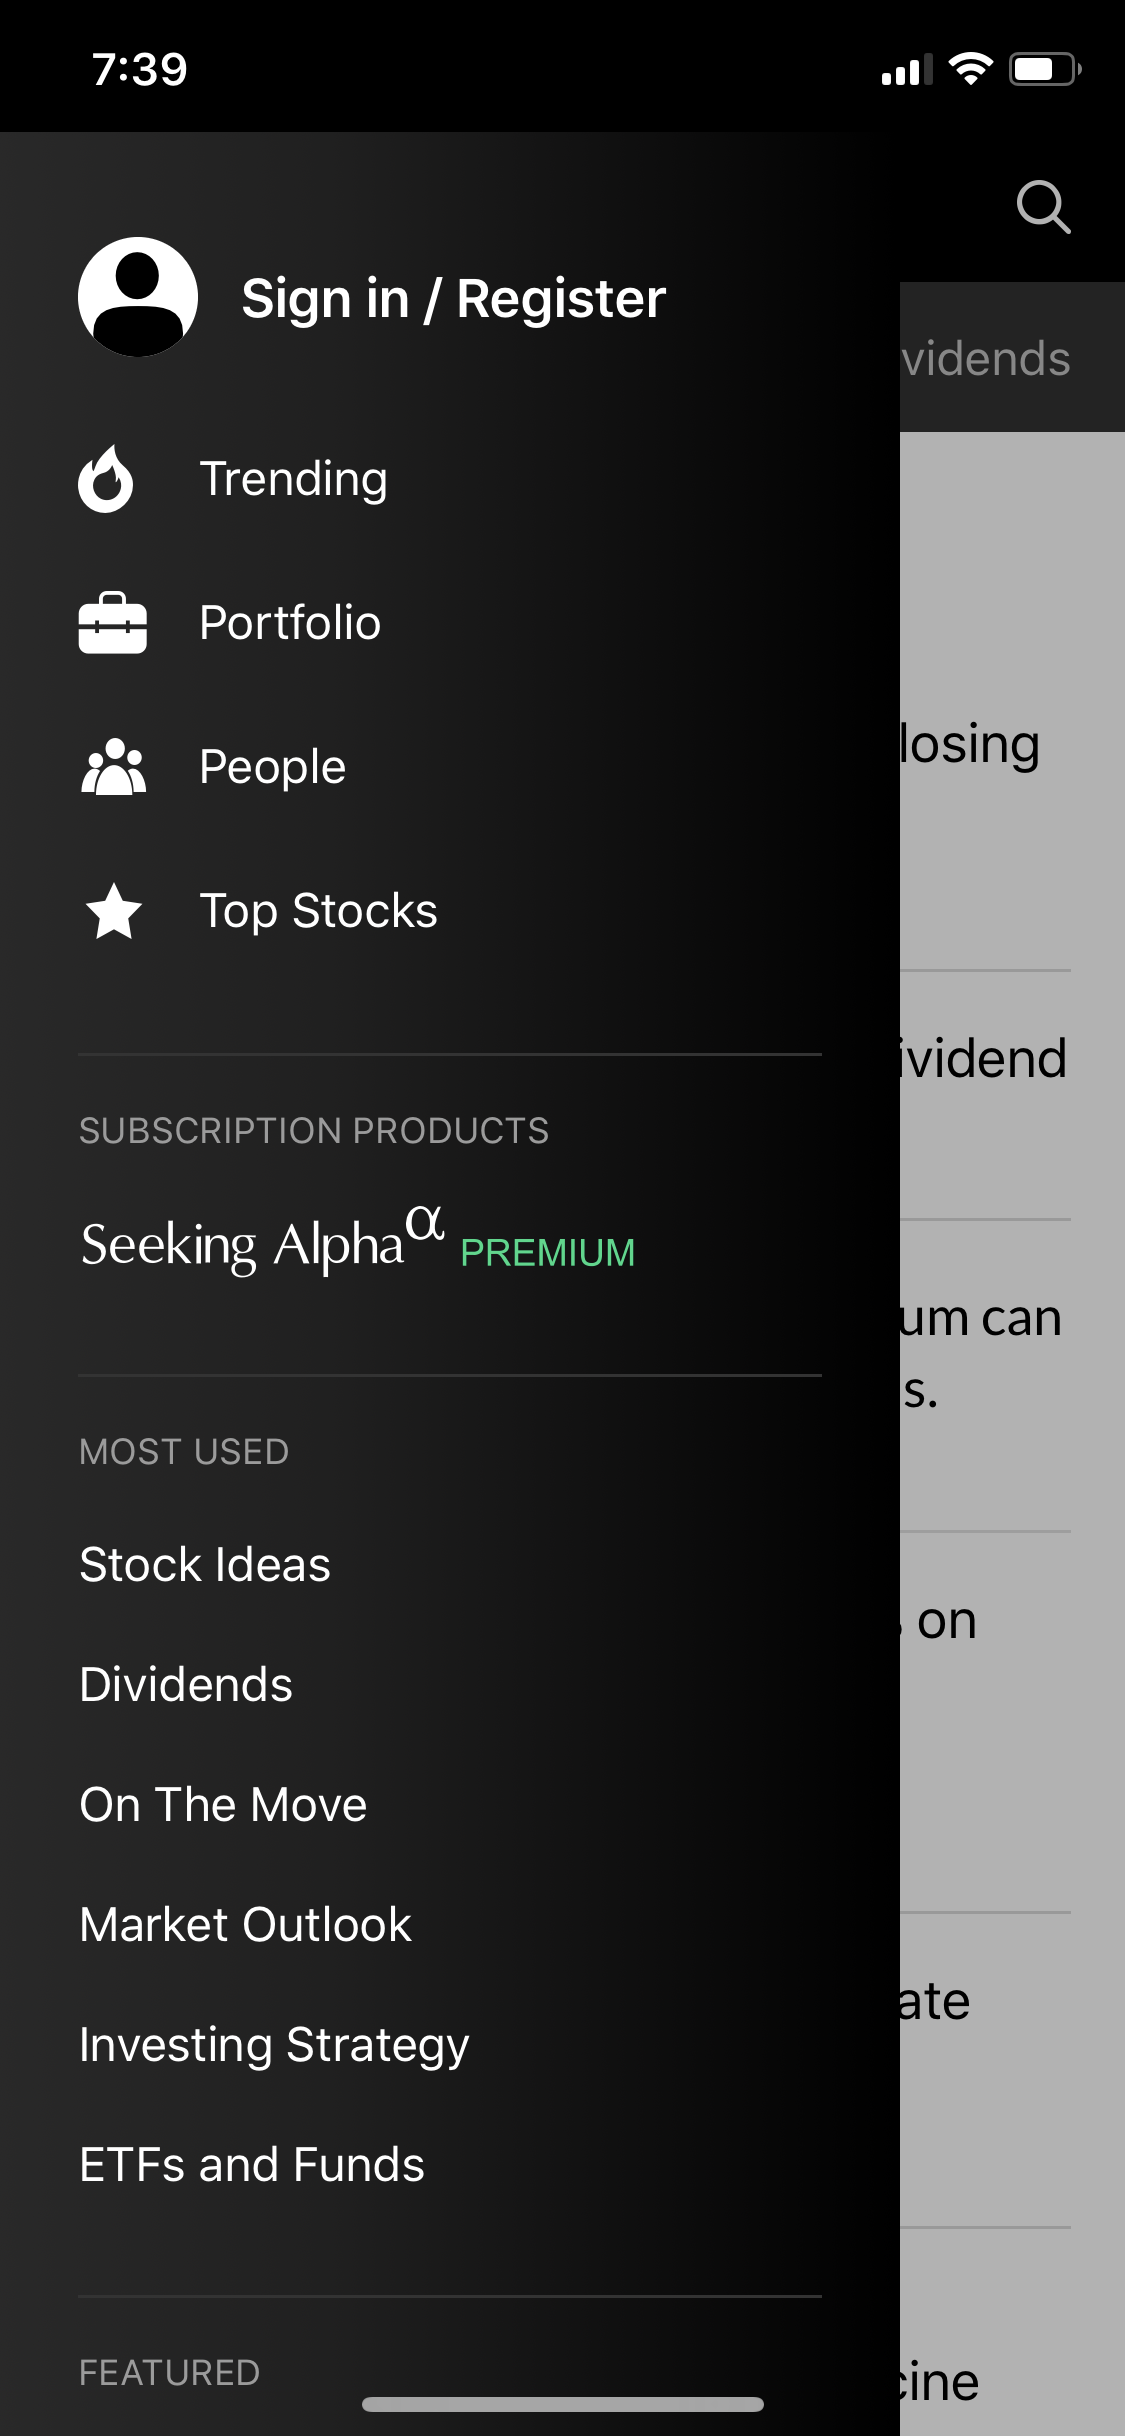 7:39
Sign in / Register
vidends
Trending
Portfolio
People
losing
Top Stocks
ividend
SUBSCRIPTION PRODUCTS
Seeking Alphaα PREMIUM
um can
s.
MOST USED
Stock Ideas
on
Dividends
On The Move
Market Outlook
ate
Investing Strategy
ETFs and Funds
FEATURED
cine